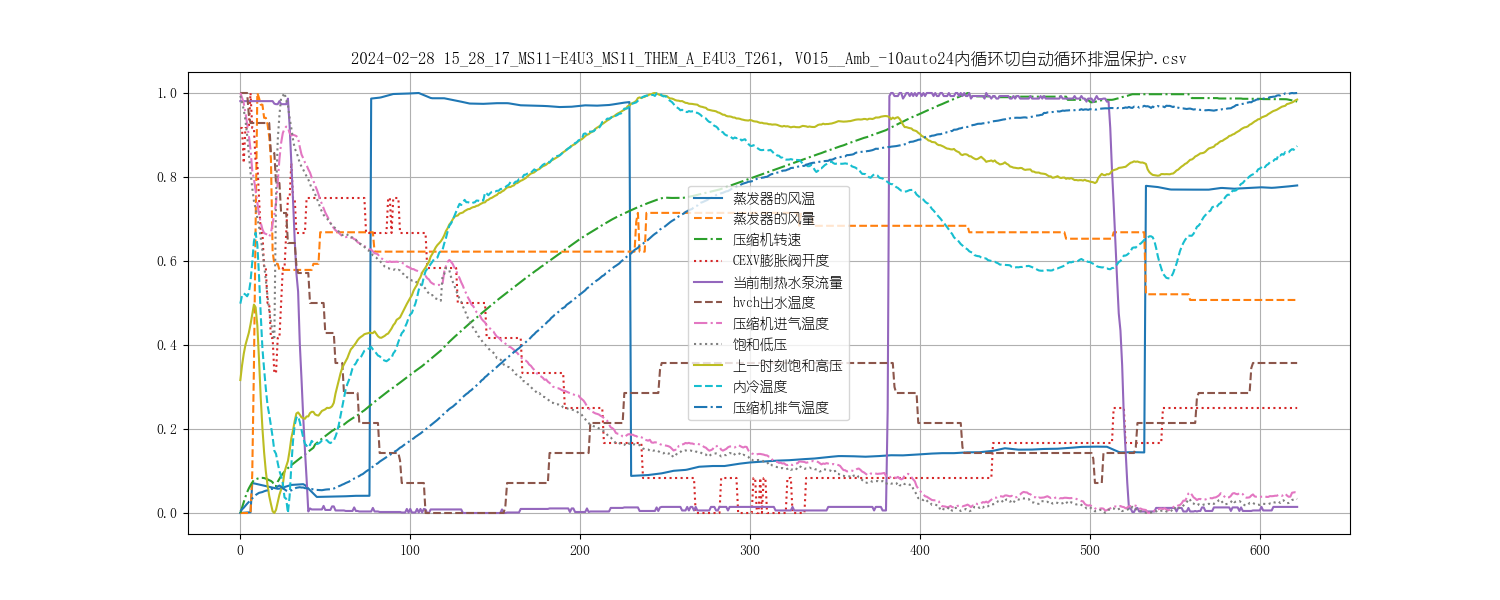 2024-02-28 15_28_17_MS11-E4U3_MS11_THEM_A_E4U3_T261, V015__Amb_-10auto24内循环切自动循环排温保护.csv
1.0
0.8
0.6
0.4
0.2
0.0
0 100 200 300 400 500 600
蒸发器的风温
蒸发器的风量
压缩机转速
CEXV膨胀阀开度
当前制热水泵流量
hvch出水温度
压缩机进气温度
饱和低压
上一时刻饱和高压
内冷温度
压缩机排气温度